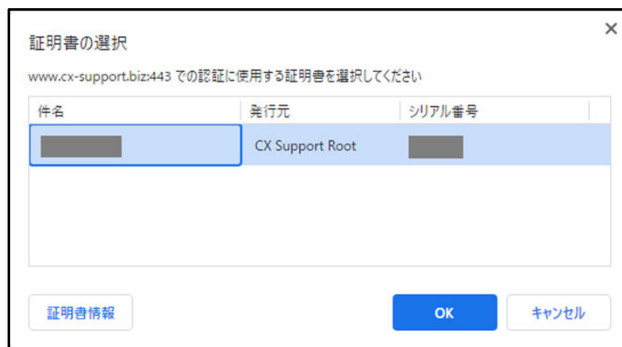 証明書の選択
www.cx-support.biz:443 での認証に使用する証明書を選択してください
件名 発行元 シリアル番号
CX Support Root
証明書情報 OK キャンセル